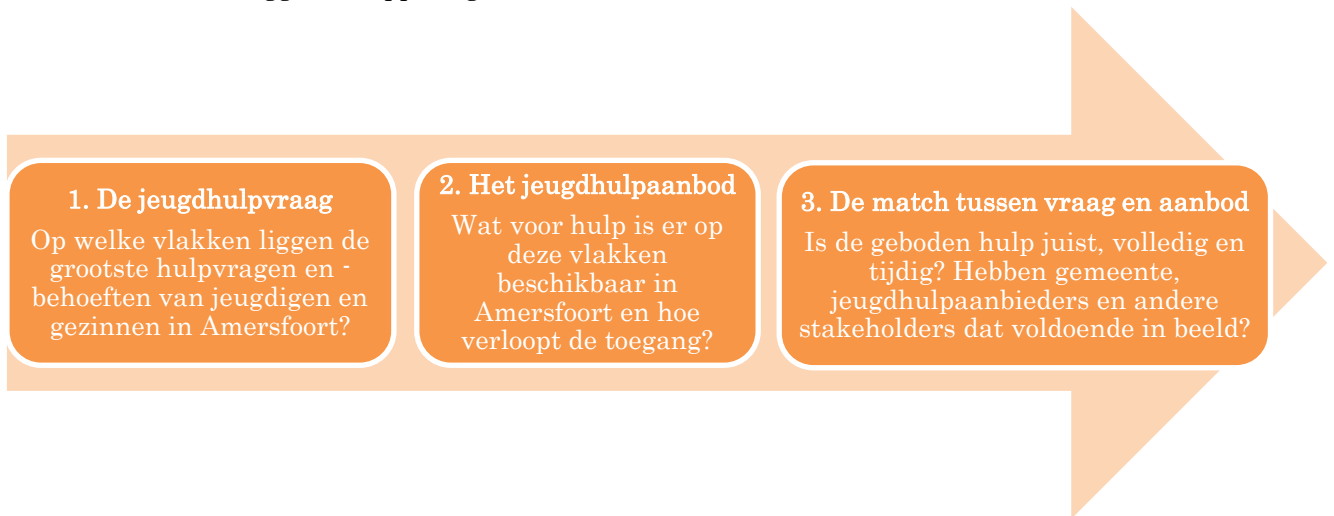 1. De jeugdhulpvraag
Op welke vlakken liggen de
grootste hulpvragen en -
behoeften van jeugdigen en
gezinnen in Amersfoort?
2. Het jeugdhulpaanbod
Wat voor hulp is er op
deze vlakken
beschikbaar in
Amersfoort en hoe
verloopt de toegang?
3. De match tussen vraag en aanbod
Is de geboden hulp juist, volledig en
tijdig? Hebben gemeente,
jeugdhulpaanbieders en andere
stakeholders dat voldoende in beeld?